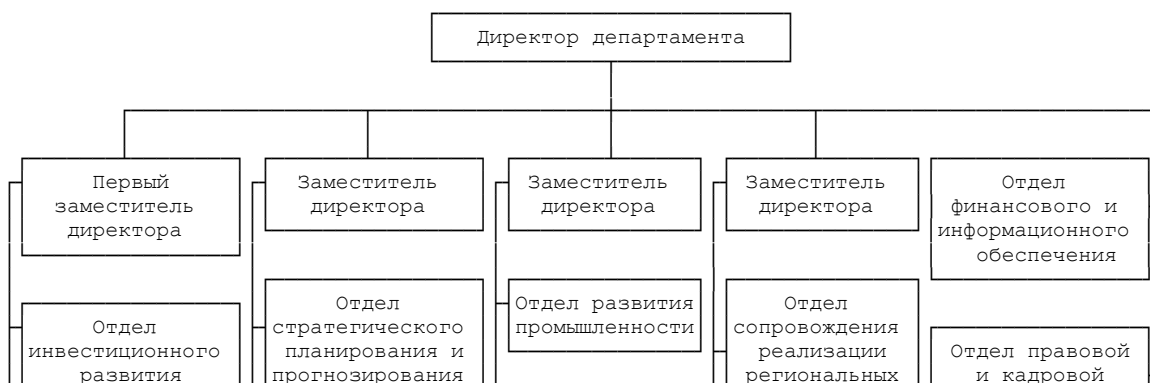 Директор департамента
Первый
заместитель
директора
Заместитель
директора
Заместитель
директора
Заместитель
директора
Отдел
финансового и
информационного
обеспечения
Отдел
инвестиционного
развития
Отдел
стратегического
планирования и
прогнозирования
Отдел развития
промышленности
Отдел
сопровождения
реализации
региональных
Отдел правовой
и кадровой